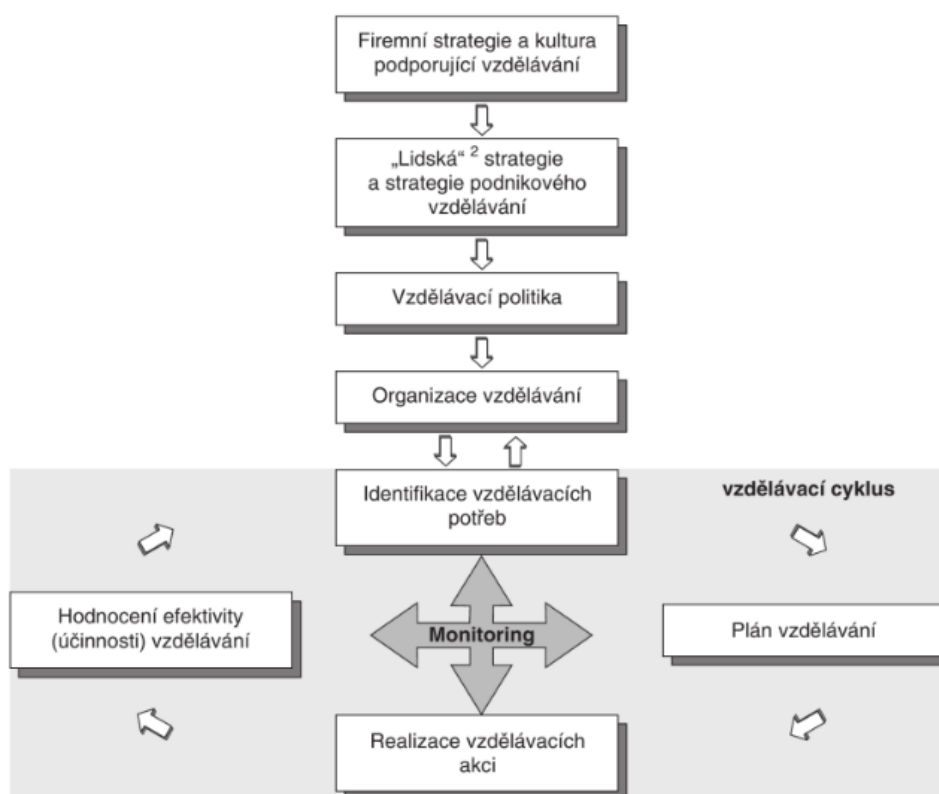 Firemní strategie a kultura
podporující vzdělávání
„Lidská“ ² strategie
a strategie podnikového
vzdělávání
Vzdělávací politika
Organizace vzdělávání
Identifikace vzdělávacích
potřeb
vzdělávací cyklus
Hodnocení efektivity
(účinnosti) vzdělávání
Monitoring
Plán vzdělávání
Realizace vzdělávacích
akci